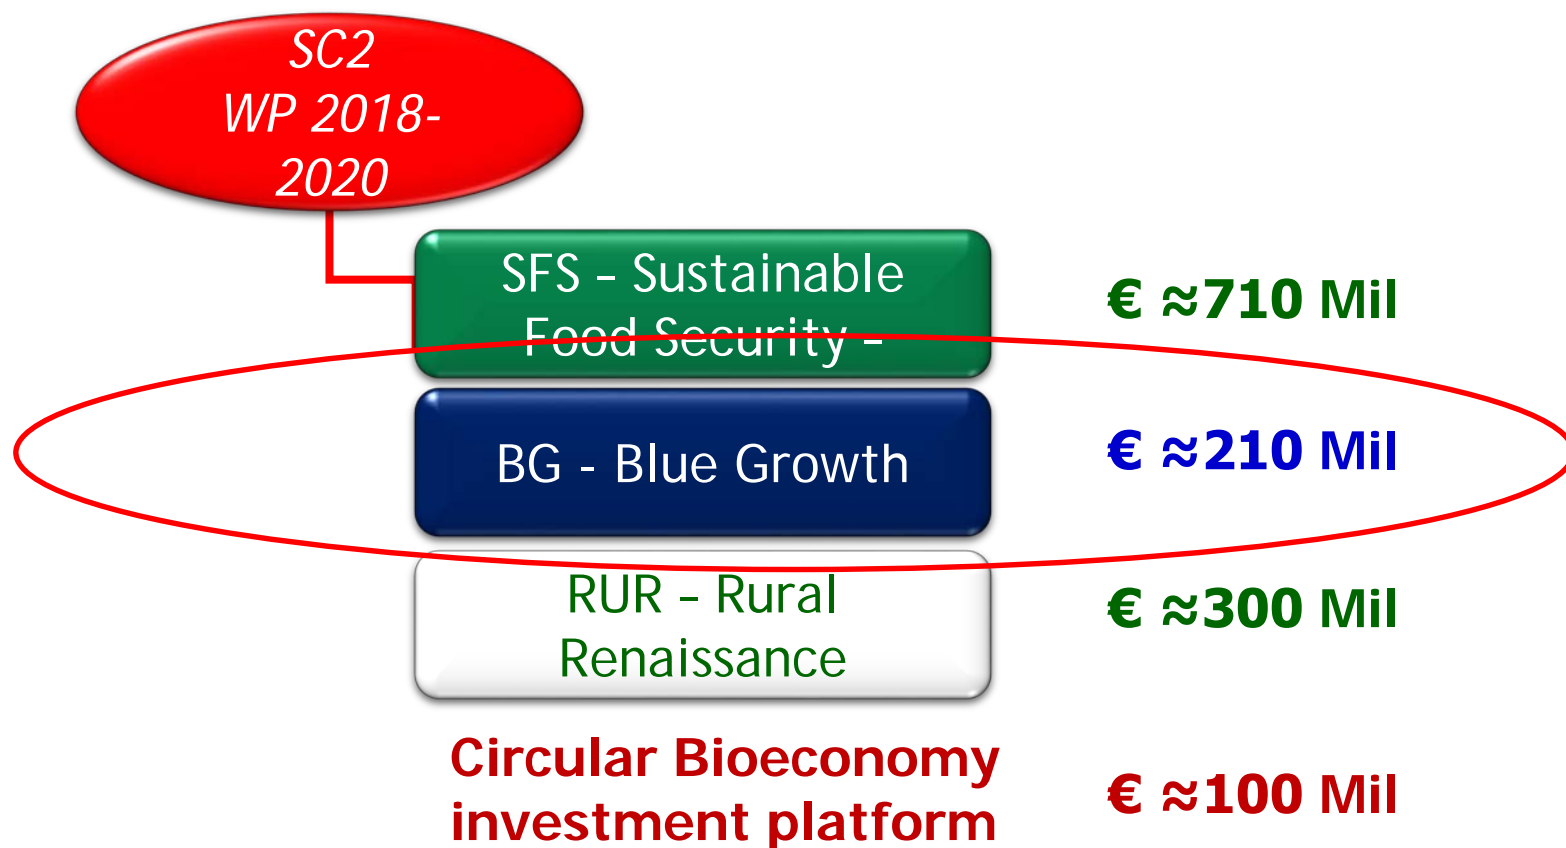 SC2
WP 2018-
2020
SFS – Sustainable
Food Security –
€ ≈710 Mil
BG - Blue Growth
€ ≈210 Mil
RUR – Rural
Renaissance
€ ≈300 Mil
Circular Bioeconomy
investment platform
€ ≈100 Mil